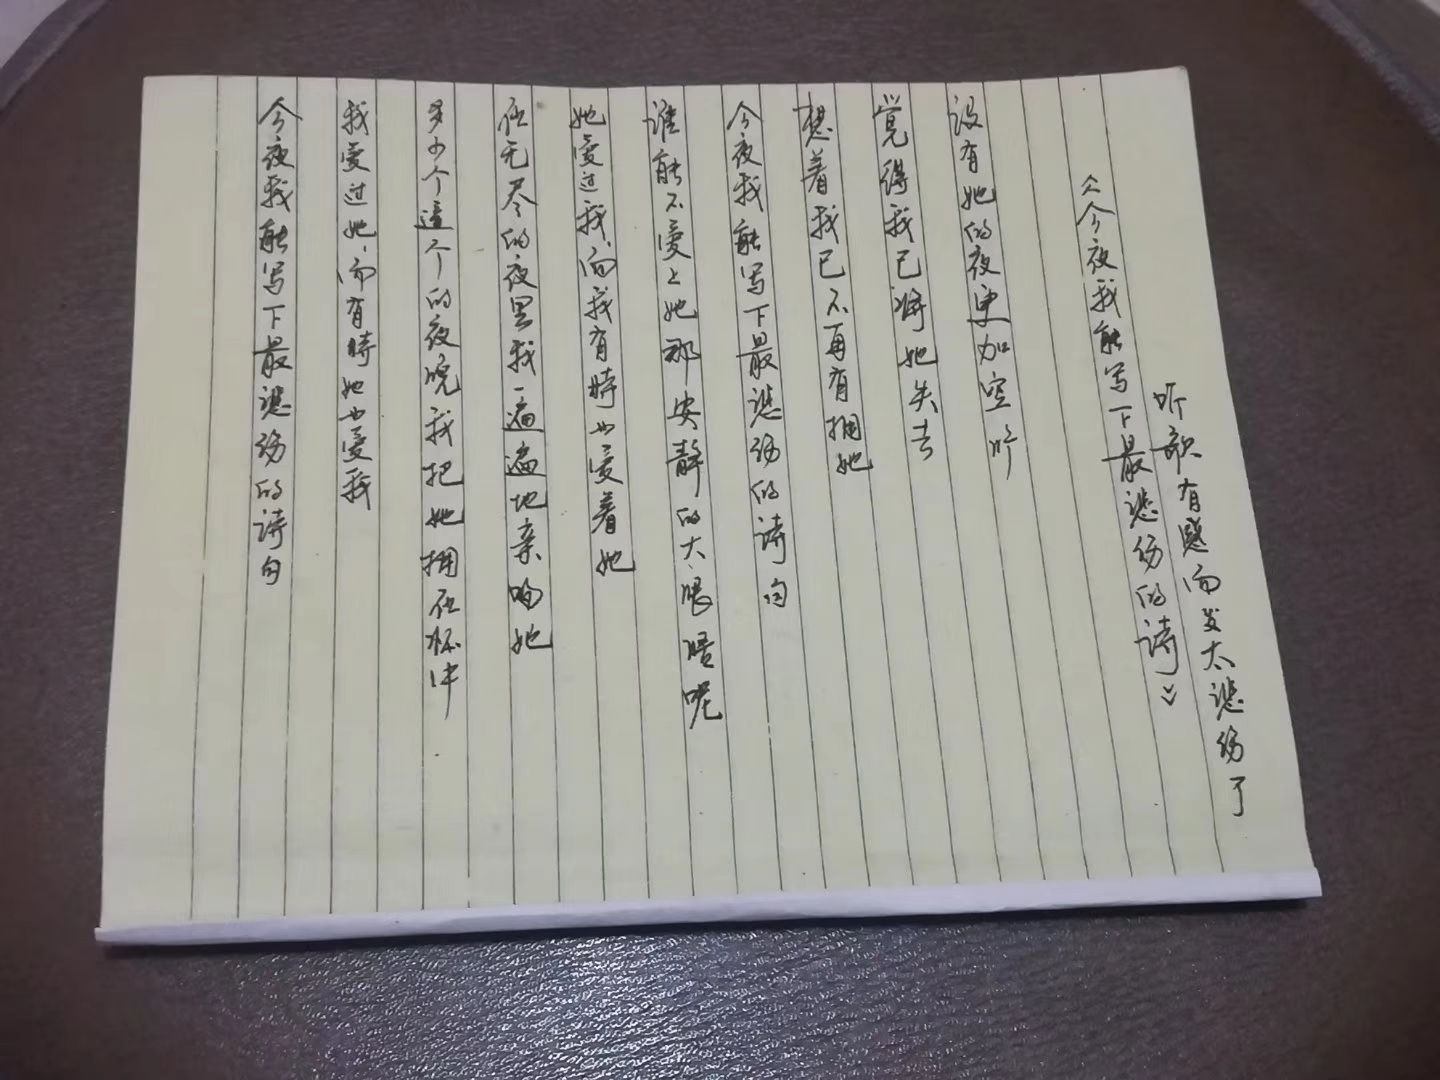 今夜我能写下最悲伤的诗句
我爱过她,而有时她也爱我
多少个这个的夜晚我把她拥在怀中
在无尽的夜里我一遍遍地亲吻她
她爱过我,而我有时也爱着她
谁能不爱上她那安静的大眼睛呢
今夜我能写下最悲伤的诗句
想着我已不再有拥她
觉得我已将她失去
没有她的夜更加空旷
《今夜我能写下最悲伤的诗》
听歌有感而发太悲伤了